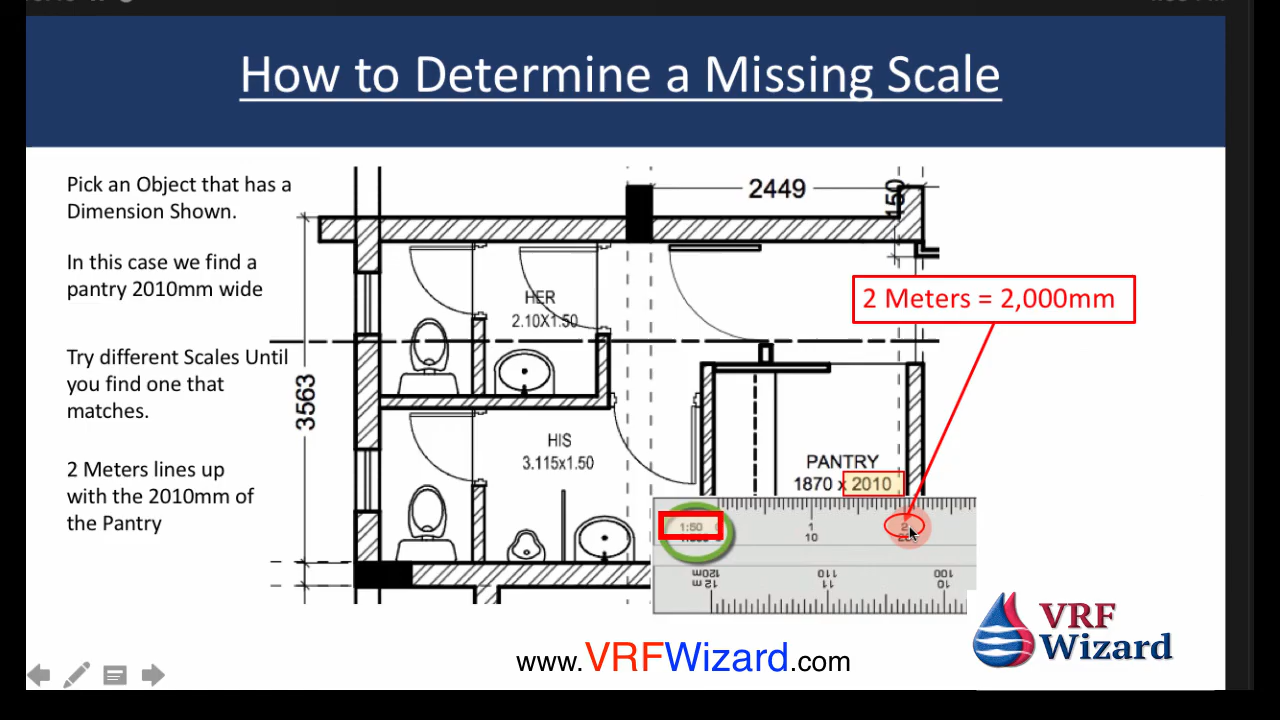 How to Determine a Missing Scale
Pick an Object that has a
Dimension Shown.
In this case we find a
pantry 2010mm wide
Try different Scales Until
you find one that
matches.
2 Meters lines up
with the 2010mm of
the Pantry
2449
150
3563
HER
2.10X1.50
HIS
3.115x1.50
2 Meters = 2,000mm
PANTRY
1870 x 2010
1:50 0 1 2
10
120m 110 100
12 m 11 10
www.VRFWizard.com
VRF
Wizard